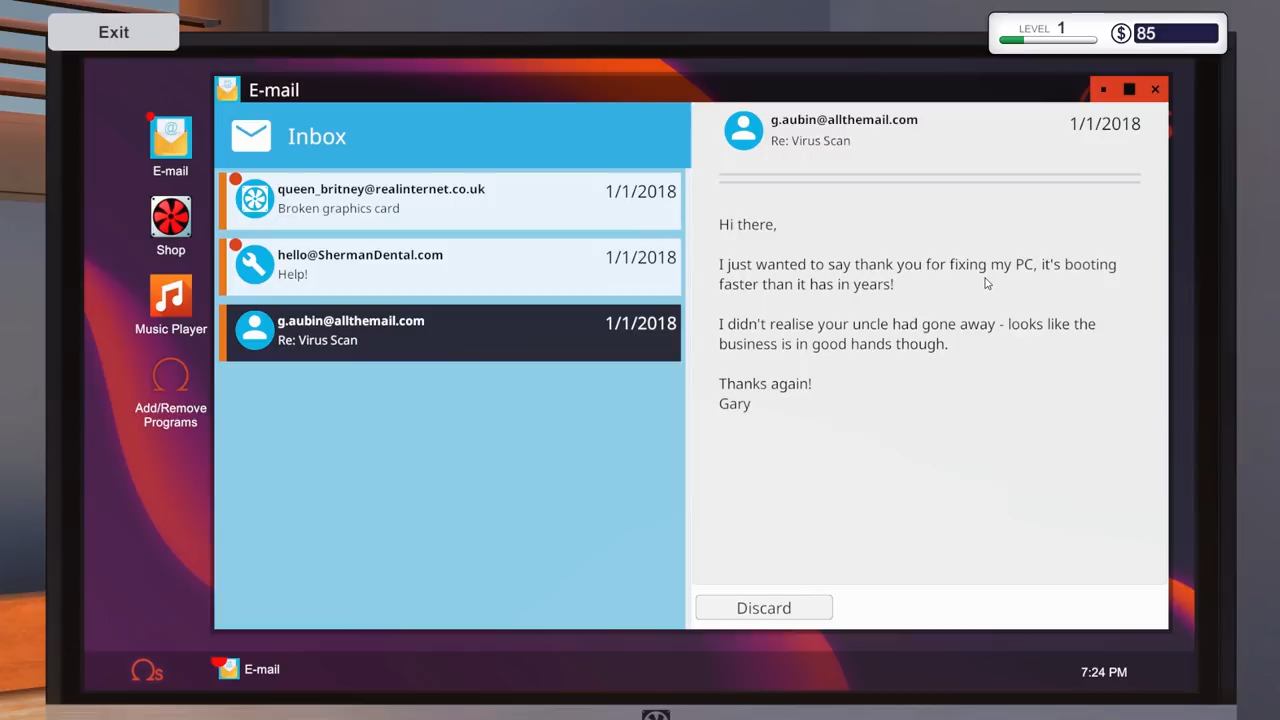 Exit
LEVEL 1
$ 85
E-mail
Shop
Music Player
Add/Remove
Programs
E-mail
Inbox
queen_britney@realinternet.co.uk
1/1/2018
Broken graphics card
hello@ShermanDental.com
1/1/2018
Help!
g.aubin@allthemail.com
1/1/2018
Re: Virus Scan
g.aubin@allthemail.com
1/1/2018
Re: Virus Scan
Hi there,
I just wanted to say thank you for fixing my PC, it's booting
faster than it has in years!
I didn't realise your uncle had gone away - looks like the
business is in good hands though.
Thanks again!
Gary
Discard
Ωs
E-mail
7:24 PM